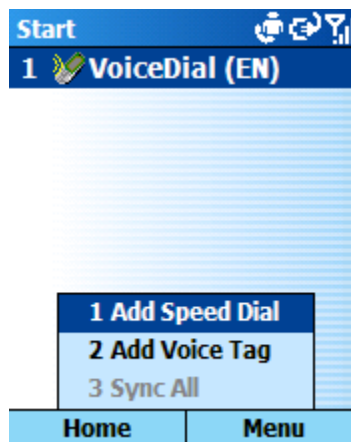 Start
1 VoiceDial (EN)
1 Add Speed Dial
2 Add Voice Tag
3 Sync All
Home Menu